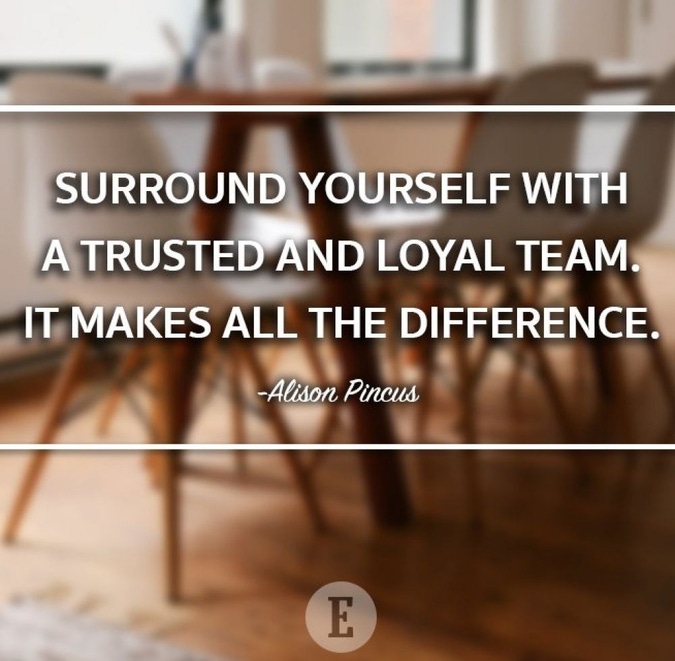 SURROUND YOURSELF WITH
A TRUSTED AND LOYAL TEAM.
IT MAKES ALL THE DIFFERENCE.
-Alison Pincus
E